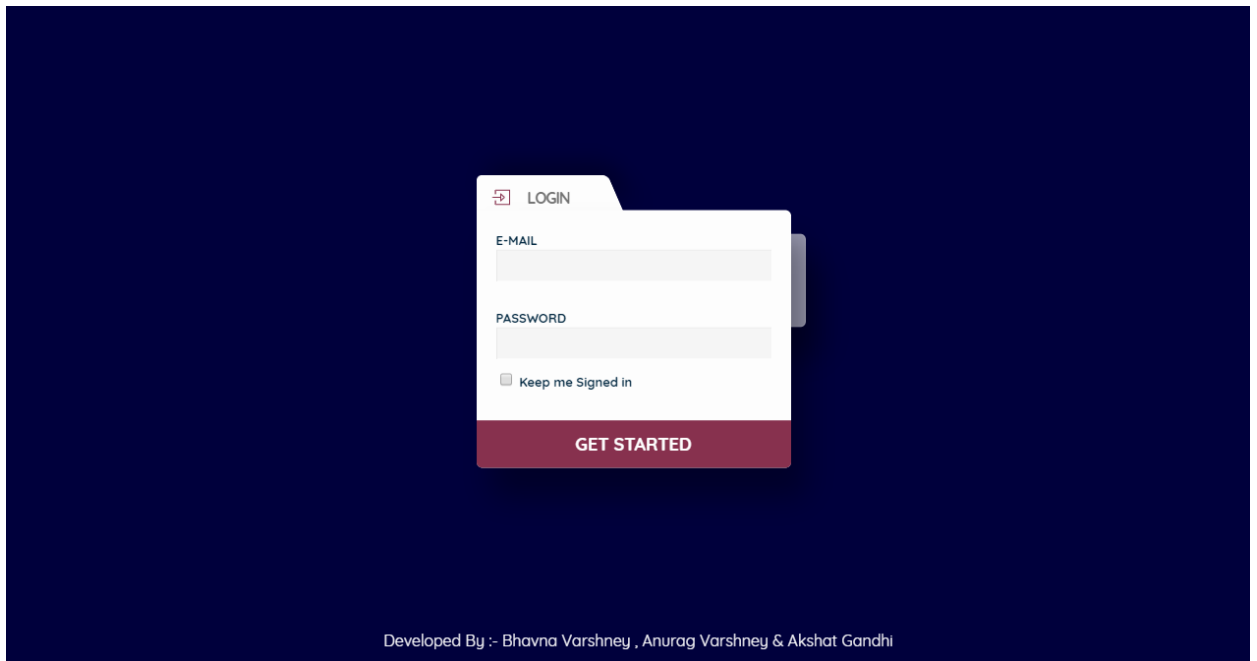 LOGIN
E-MAIL
PASSWORD
Keep me Signed in
GET STARTED
Developed By :- Bhavna Varshney , Anurag Varshney & Akshat Gandhi